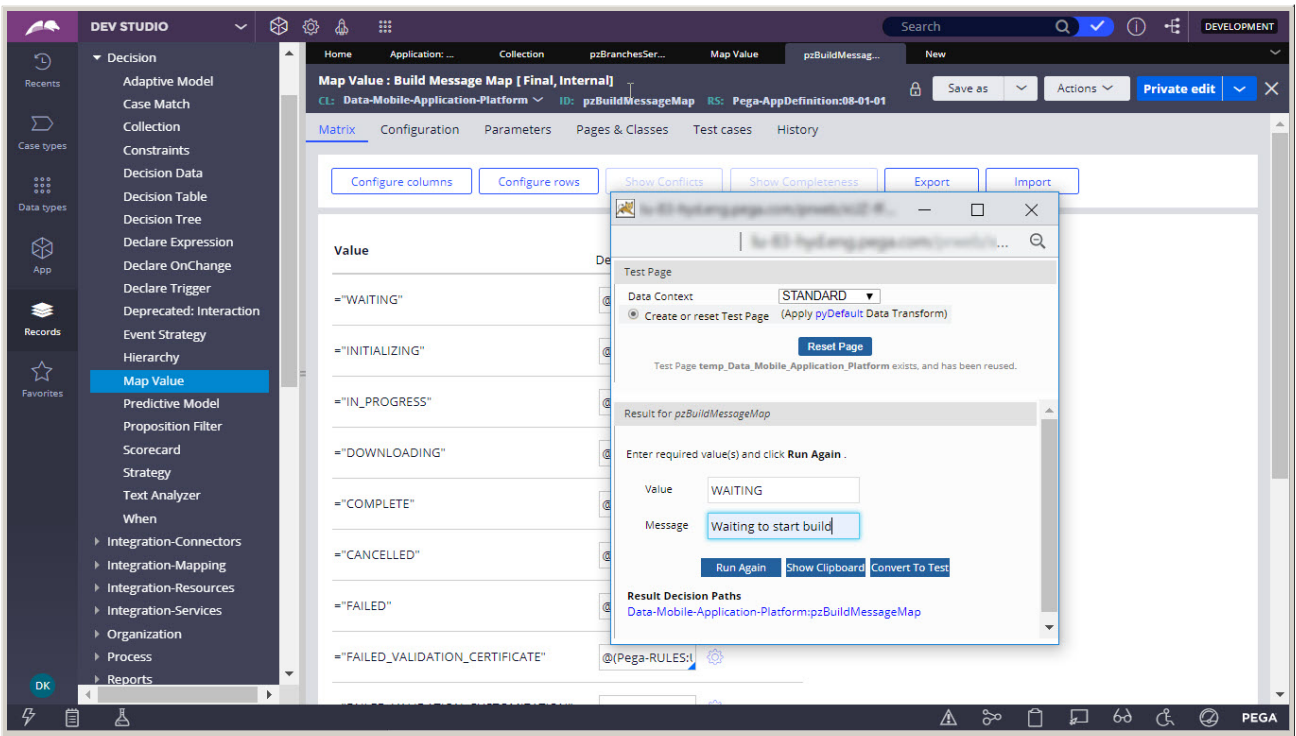 DEV STUDIO
Search
DEVELOPMENT
Recents
Case types
Data types
App
Records
Favorites
DK
Decision
Adaptive Model
Case Match
Collection
Constraints
Decision Data
Decision Table
Decision Tree
Declare Expression
Declare OnChange
Declare Trigger
Deprecated: Interaction
Event Strategy
Hierarchy
Map Value
Predictive Model
Proposition Filter
Scorecard
Strategy
Text Analyzer
When
Integration-Connectors
Integration-Mapping
Integration-Resources
Integration-Services
Organization
Process
Reports
Home Application: ... Collection pzBranchesSer... Map Value pzBuildMessag... New
Map Value : Build Message Map [ Final, Internal]
CL: Data-Mobile-Application-Platform ID: pzBuildMessageMap RS: Pega-AppDefinition:08-01-01
Save as Actions Private edit
Matrix Configuration Parameters Pages & Classes Test cases History
Configure columns Configure rows Show Conflicts Show Completeness Export Import
Value
De
="WAITING" @
="INITIALIZING" @
="IN_PROGRESS" @
="DOWNLOADING" @
="COMPLETE" @
="CANCELLED" @
="FAILED" @
="FAILED_VALIDATION_CERTIFICATE" @(Pega-RULES:
Test Page
Data Context STANDARD
Create or reset Test Page (Apply pyDefault Data Transform)
Reset Page
Test Page temp_Data_Mobile_Application_Platform exists, and has been reused.
Result for pzBuildMessageMap
Enter required value(s) and click Run Again .
Value WAITING
Message Waiting to start build
Run Again Show Clipboard Convert To Test
Result Decision Paths
Data-Mobile-Application-Platform:pzBuildMessageMap
PEGA